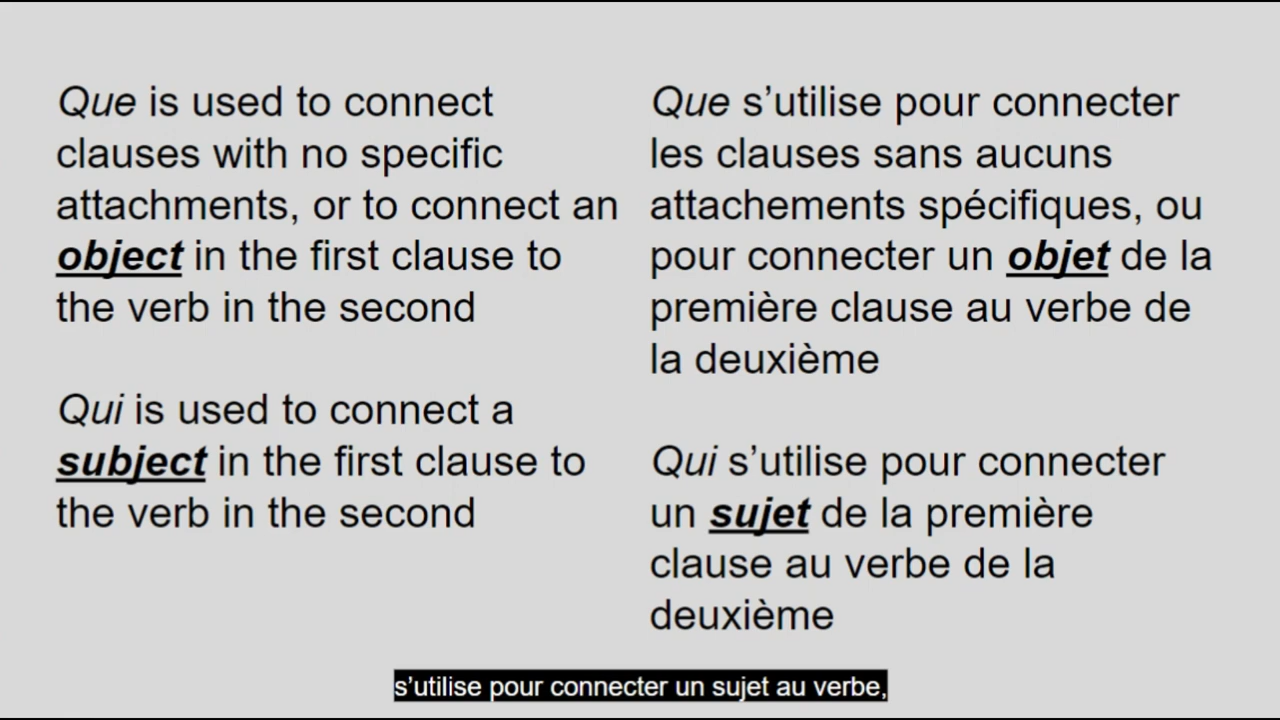 Que is used to connect
clauses with no specific
attachments, or to connect an
object in the first clause to
the verb in the second
Qui is used to connect a
subject in the first clause to
the verb in the second
Que s’utilise pour connecter
les clauses sans aucuns
attachements spécifiques, ou
pour connecter un objet de la
première clause au verbe de
la deuxième
Qui s’utilise pour connecter
un sujet de la première
clause au verbe de la
deuxième
s’utilise pour connecter un sujet au verbe,